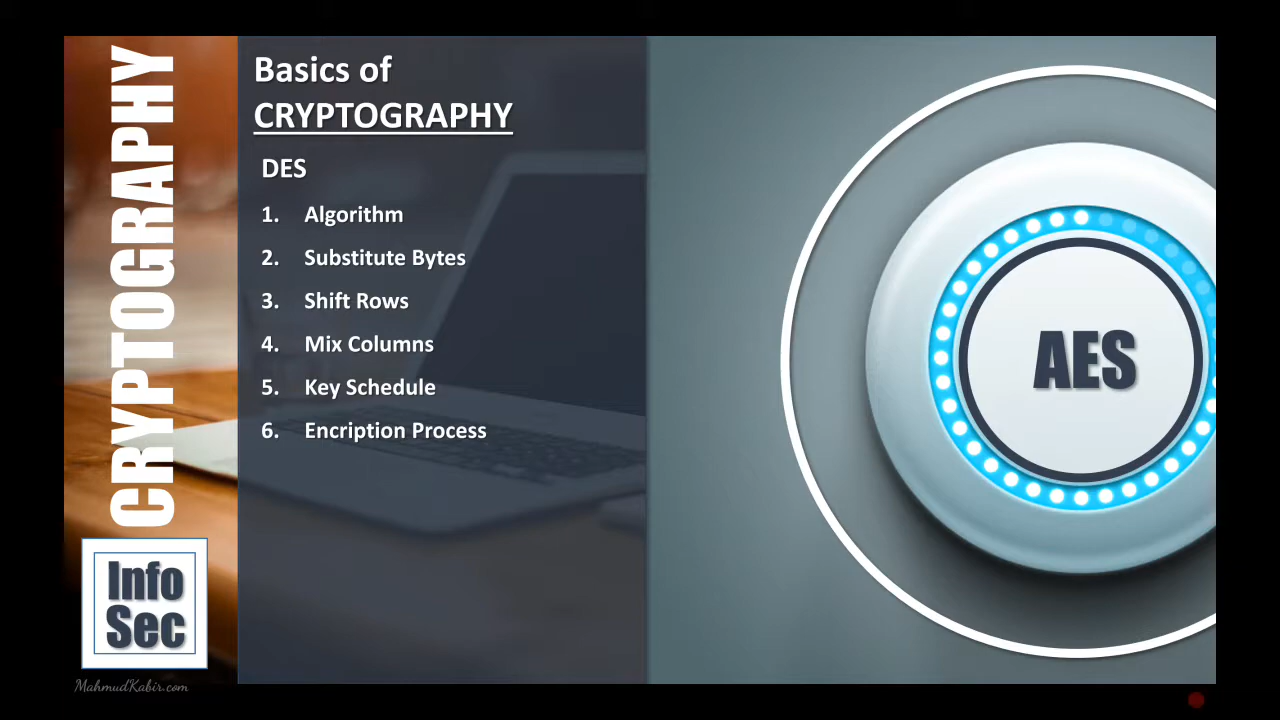 CRYPTOGRAPHY
Info
Sec
MahmudKabir.com
Basics of
CRYPTOGRAPHY
DES
1. Algorithm
2. Substitute Bytes
3. Shift Rows
4. Mix Columns
5. Key Schedule
6. Encription Process
AES